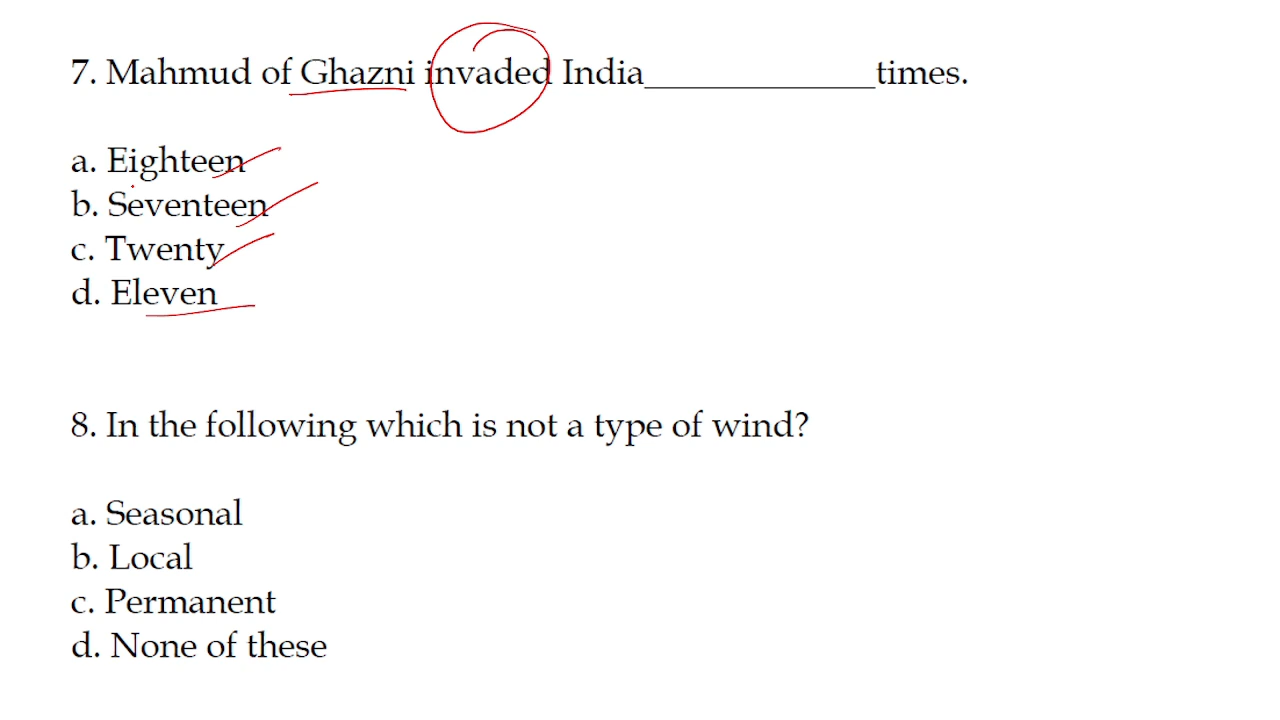 7. Mahmud of Ghazni invaded India_____________times.
a. Eighteen
b. Seventeen
c. Twenty
d. Eleven
8. In the following which is not a type of wind?
a. Seasonal
b. Local
c. Permanent
d. None of these